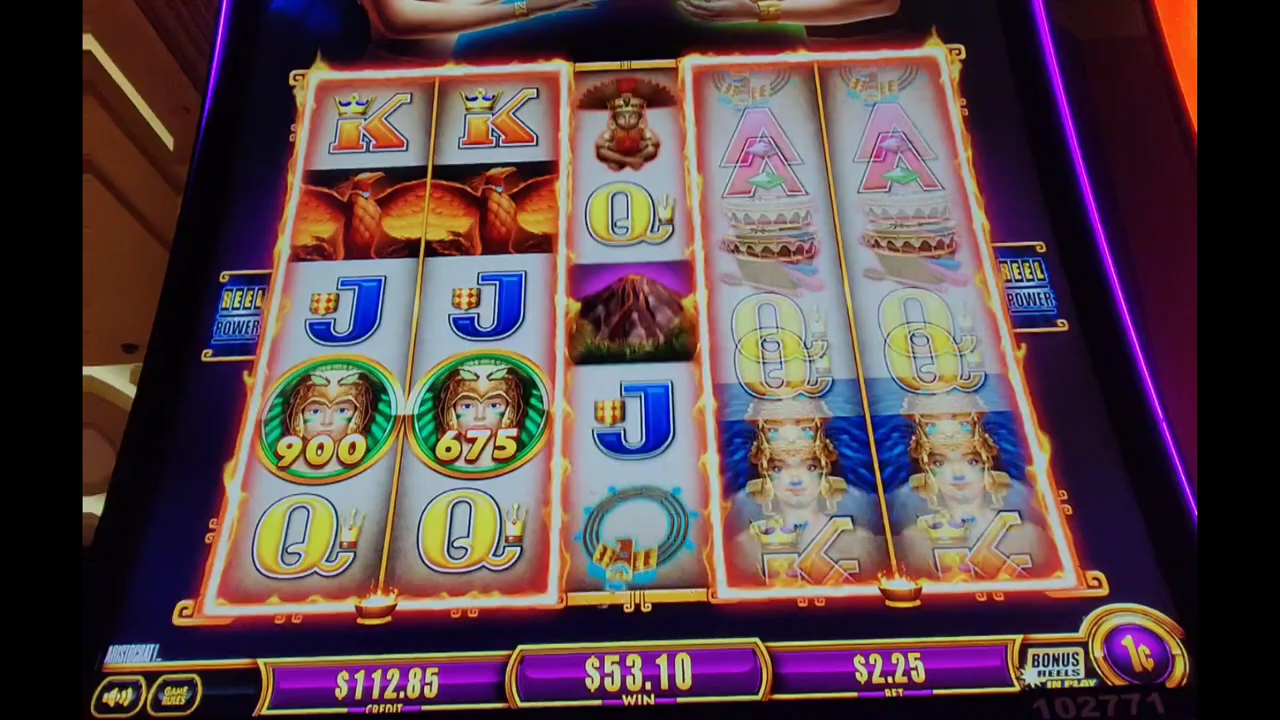 K K
A A
Q
REEL POWER
REEL POWER
J J
Q Q
J
900 675
Q Q
K K
ARISTOCRAT
GAME RULES
$112.85
CREDIT
$53.10
WIN
$2.25
BET
BONUS REELS IN PLAY
1¢
102771